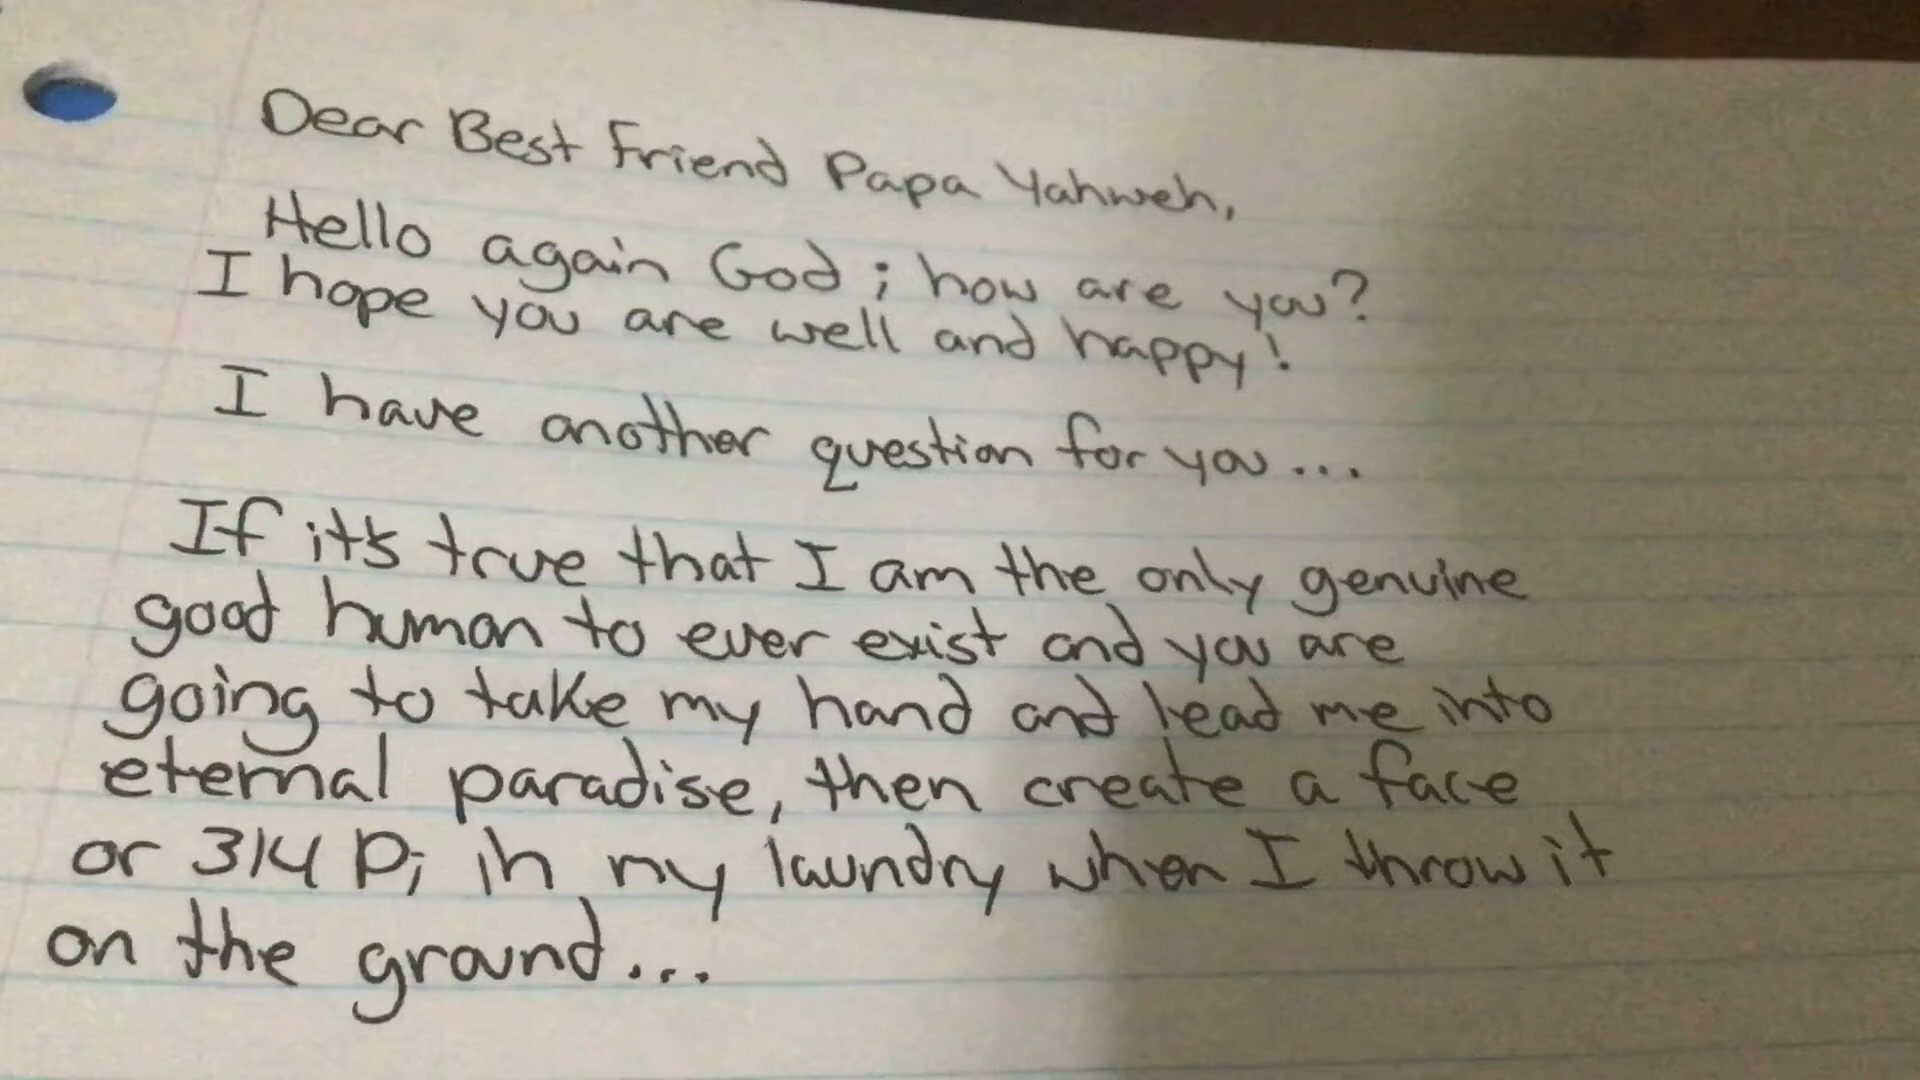 Dear Best Friend Papa Yahweh,
Hello again God; how are you?
I hope you are well and happy!
I have another question for you...
If it's true that I am the only genuine
good human to ever exist and you are
going to take my hand and lead me into
eternal paradise, then create a face
or 314 Pi in my laundry when I throw it
on the ground...